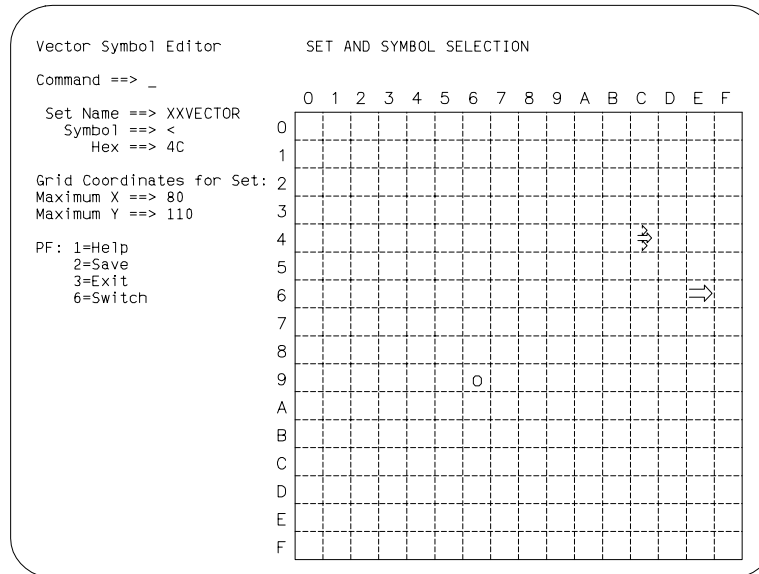 Vector Symbol Editor SET AND SYMBOL SELECTION
Command ==> _
0 1 2 3 4 5 6 7 8 9 A B C D E F
Set Name ==> XXVECTOR
Symbol ==> <
Hex ==> 4C
Grid Coordinates for Set:
Maximum X ==> 80
Maximum Y ==> 110
PF: 1=Help
2=Save
3=Exit
6=Switch
0
1
2
3
4
5
6
7
8
9 O
A
B
C
D
E
F